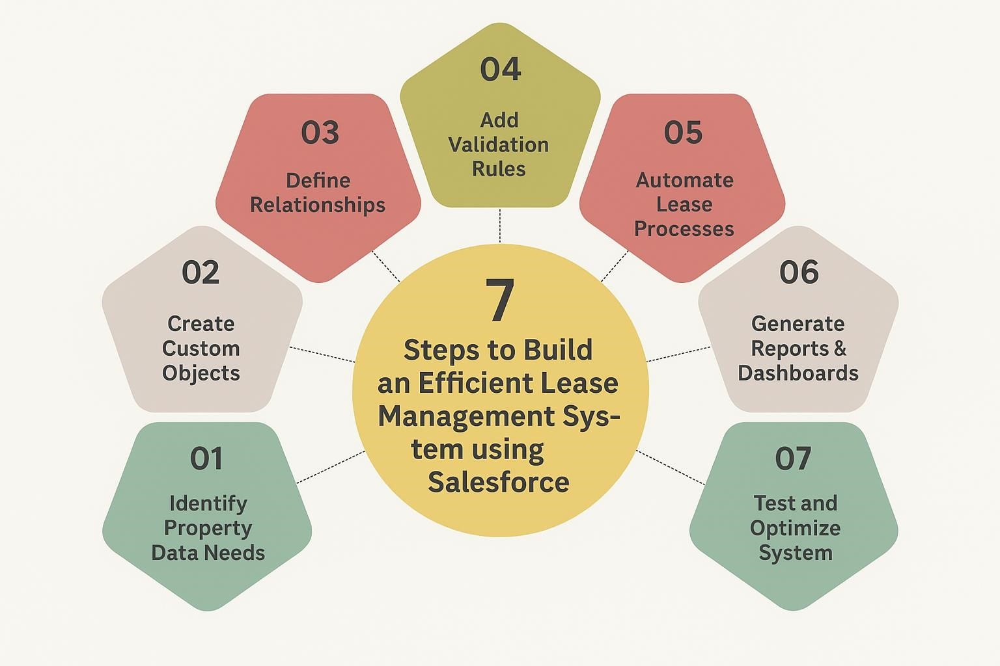 04
Add
Validation
Rules
03
Define
Relationships
05
Automate
Lease
Processes
02
Create
Custom
Objects
06
Generate
Reports &
Dashboards
7
Steps to Build
an Efficient Lease
Management Sys-
tem using
Salesforce
01
Identify
Property
Data Needs
07
Test and
Optimize
System